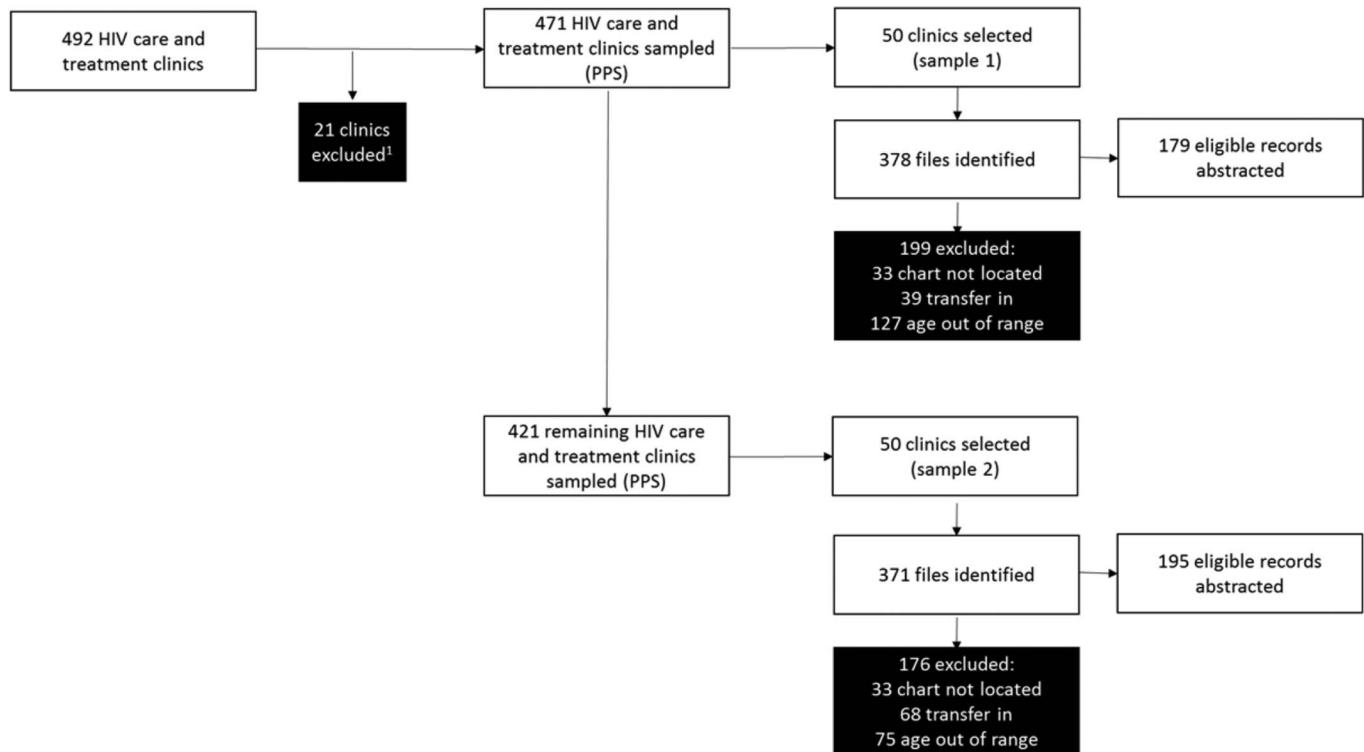 492 HIV care and
treatment clinics
471 HIV care and
treatment clinics sampled
(PPS)
50 clinics selected
(sample 1)
21 clinics
excluded¹
378 files identified
179 eligible records
abstracted
199 excluded:
33 chart not located
39 transfer in
127 age out of range
421 remaining HIV care
and treatment clinics
sampled (PPS)
50 clinics selected
(sample 2)
371 files identified
195 eligible records
abstracted
176 excluded:
33 chart not located
68 transfer in
75 age out of range